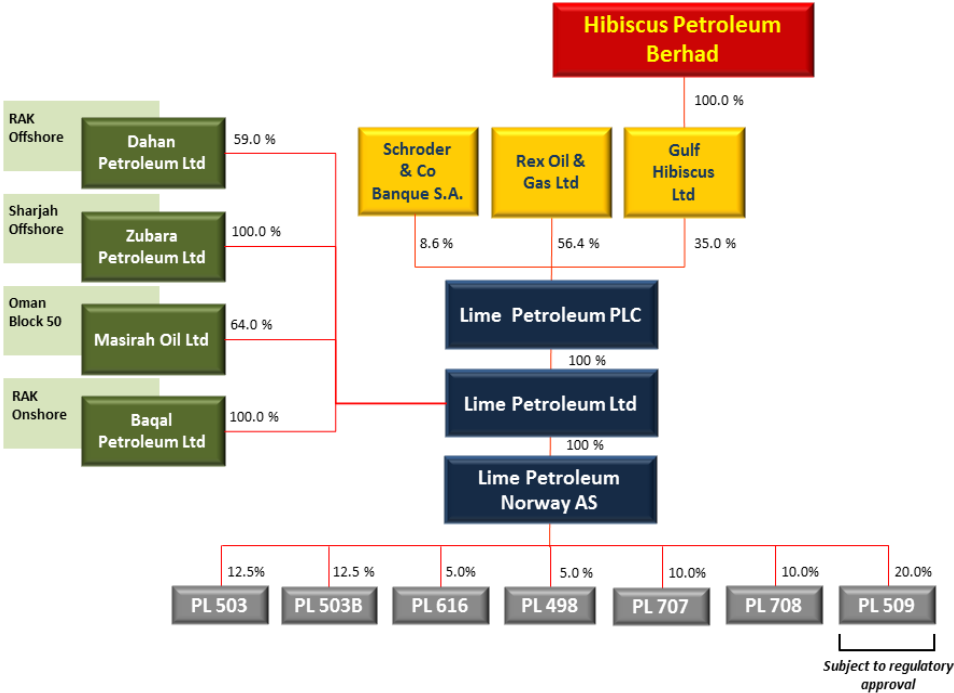 Hibiscus Petroleum
Berhad
100.0 %
RAK
Offshore
Dahan
Petroleum Ltd
59.0 %
Schroder
& Co
Banque S.A.
Rex Oil &
Gas Ltd
Gulf
Hibiscus
Ltd
Sharjah
Offshore
Zubara
Petroleum Ltd
100.0 %
8.6 %
56.4 %
35.0 %
Oman
Block 50
Masirah Oil Ltd
64.0 %
Lime Petroleum PLC
100 %
RAK
Onshore
Baqal
Petroleum Ltd
100.0 %
Lime Petroleum Ltd
100 %
Lime Petroleum
Norway AS
12.5%
12.5 %
5.0%
5.0 %
10.0%
10.0%
20.0%
PL 503
PL 503B
PL 616
PL 498
PL 707
PL 708
PL 509
Subject to regulatory
approval